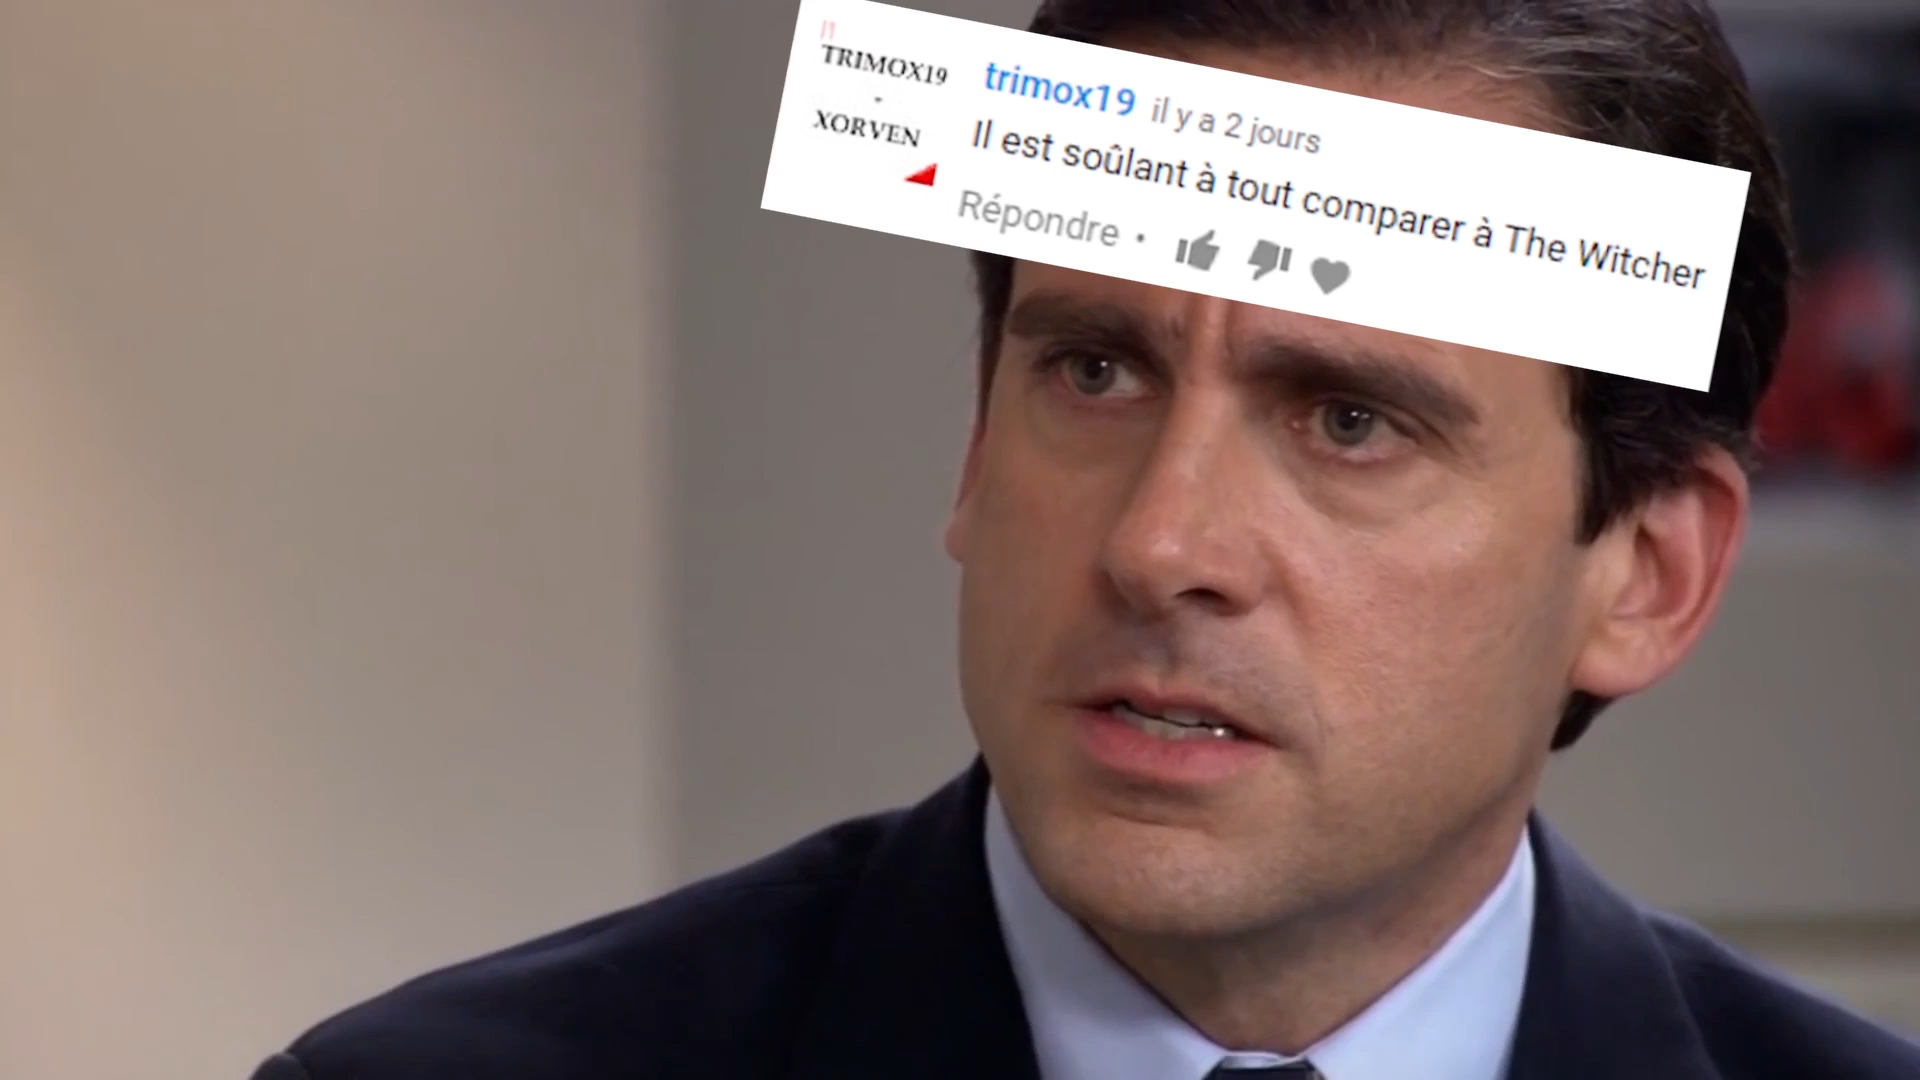 TRIMOX19
-
XORVEN
trimox19 il y a 2 jours
Il est soûlant à tout comparer à The Witcher
Répondre •